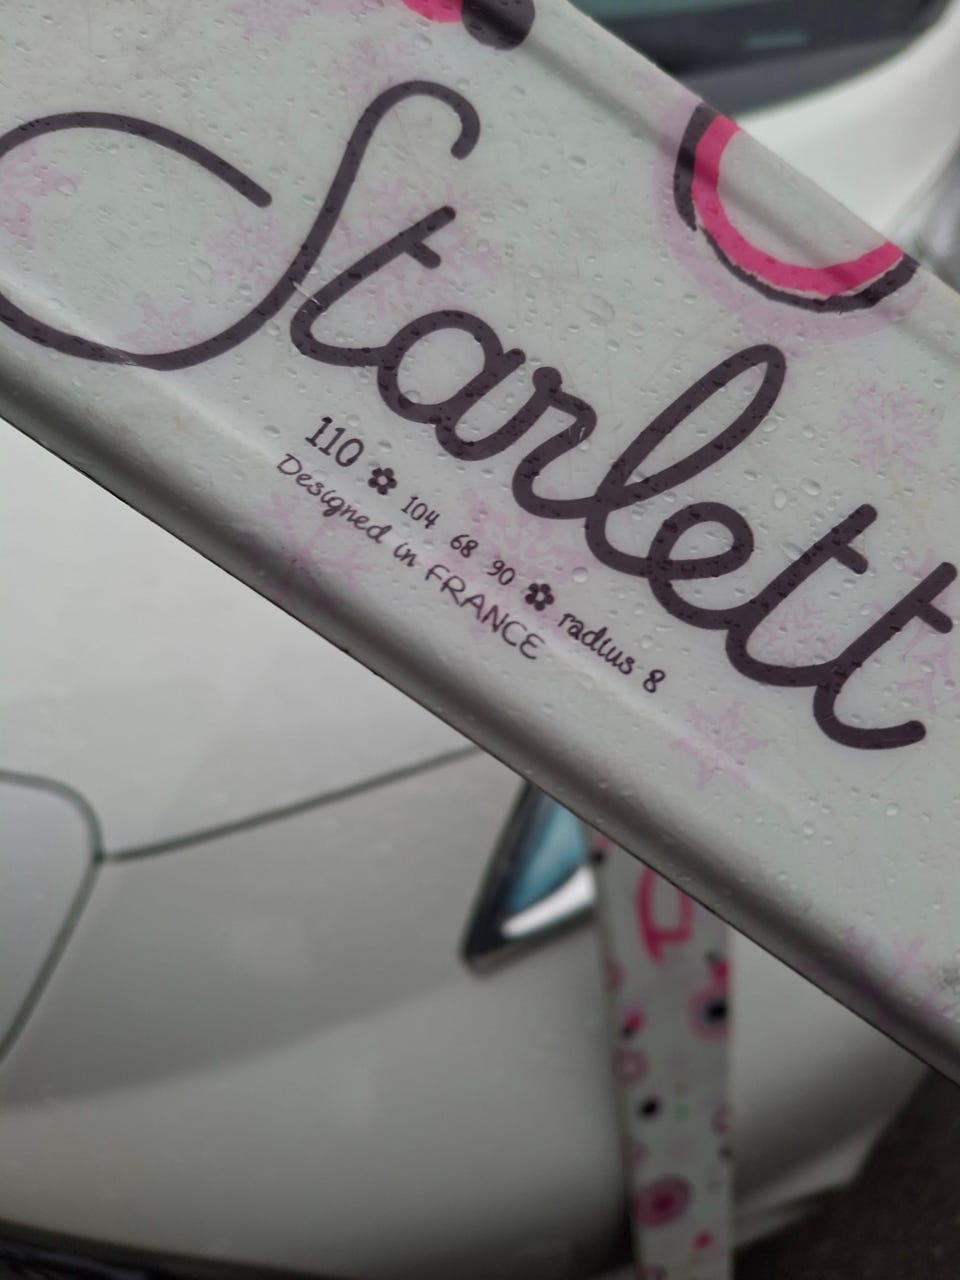 Starlett
110 104 68 90 radius 8
Designed in FRANCE